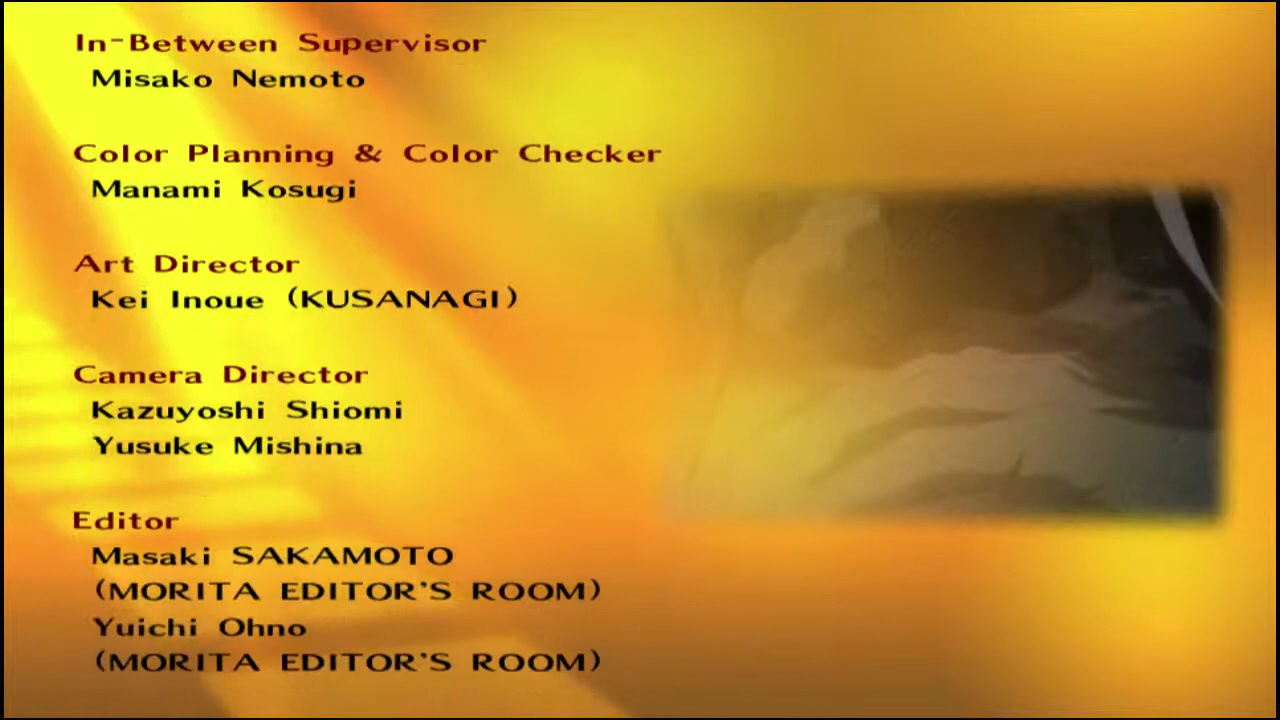 In-Between Supervisor
Misako Nemoto
Color Planning & Color Checker
Manami Kosugi
Art Director
Kei Inoue (KUSANAGI)
Camera Director
Kazuyoshi Shiomi
Yusuke Mishina
Editor
Masaki SAKAMOTO
(MORITA EDITOR'S ROOM)
Yuichi Ohno
(MORITA EDITOR'S ROOM)